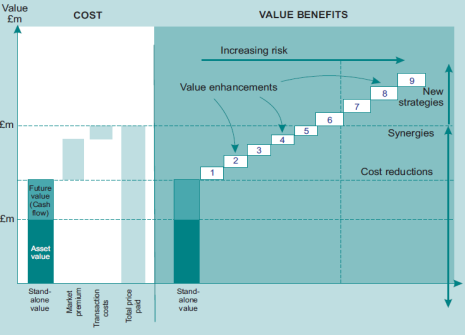 Value
£m
COST
VALUE BENEFITS
Increasing risk
Value enhancements
9
8
New
strategies
7
6
£m
5
Synergies
4
3
2
1
Cost reductions
Future
value
(Cash
flow)
£m
Asset
value
Stand-
alone
value
Market
premium
Transaction
costs
Total price
paid
Stand-
alone
value